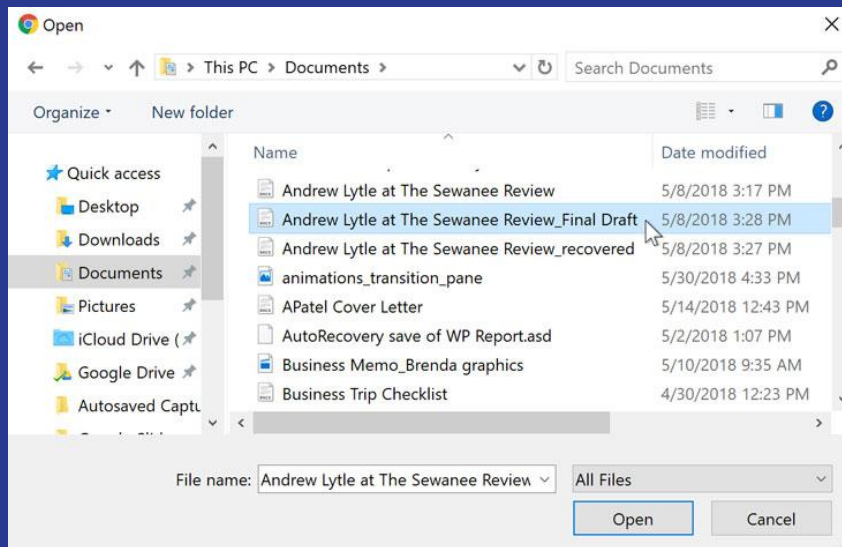 Open
This PC > Documents >
Search Documents
Organize
New folder
Name
Date modified
Quick access
Desktop
Downloads
Documents
Pictures
iCloud Drive (
Google Drive
Autosaved Captu
Andrew Lytle at The Sewanee Review 5/8/2018 3:17 PM
Andrew Lytle at The Sewanee Review_Final Draft 5/8/2018 3:28 PM
Andrew Lytle at The Sewanee Review_recovered 5/8/2018 3:27 PM
animations_transition_pane 5/30/2018 4:33 PM
APatel Cover Letter 5/14/2018 12:43 PM
AutoRecovery save of WP Report.asd 5/2/2018 1:07 PM
Business Memo_Brenda graphics 5/10/2018 9:35 AM
Business Trip Checklist 4/30/2018 12:23 PM
File name: Andrew Lytle at The Sewanee Review
All Files
Open
Cancel